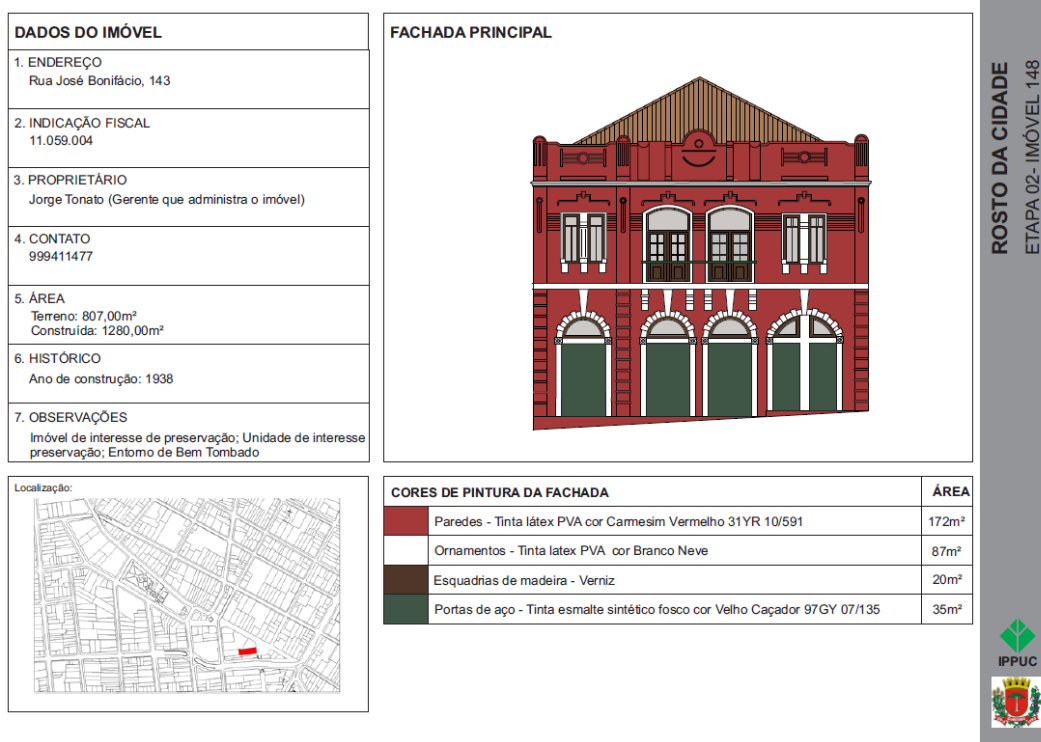 DADOS DO IMÓVEL
1. ENDEREÇO
Rua José Bonifácio, 143
2. INDICAÇÃO FISCAL
11.059.004
3. PROPRIETÁRIO
Jorge Tonato (Gerente que administra o imóvel)
4. CONTATO
999411477
5. ÁREA
Terreno: 807,00m²
Construída: 1280,00m²
6. HISTÓRICO
Ano de construção: 1938
7. OBSERVAÇÕES
Imóvel de interesse de preservação; Unidade de interesse
preservação; Entorno de Bem Tombado
Localização:
FACHADA PRINCIPAL
CORES DE PINTURA DA FACHADA ÁREA
Paredes - Tinta látex PVA cor Carmesim Vermelho 31YR 10/591 172m²
Ornamentos - Tinta latex PVA cor Branco Neve 87m²
Esquadrias de madeira - Verniz 20m²
Portas de aço - Tinta esmalte sintético fosco cor Velho Caçador 97GY 07/135 35m²
ROSTO DA CIDADE
ETAPA 02- IMÓVEL 148
IPPUC